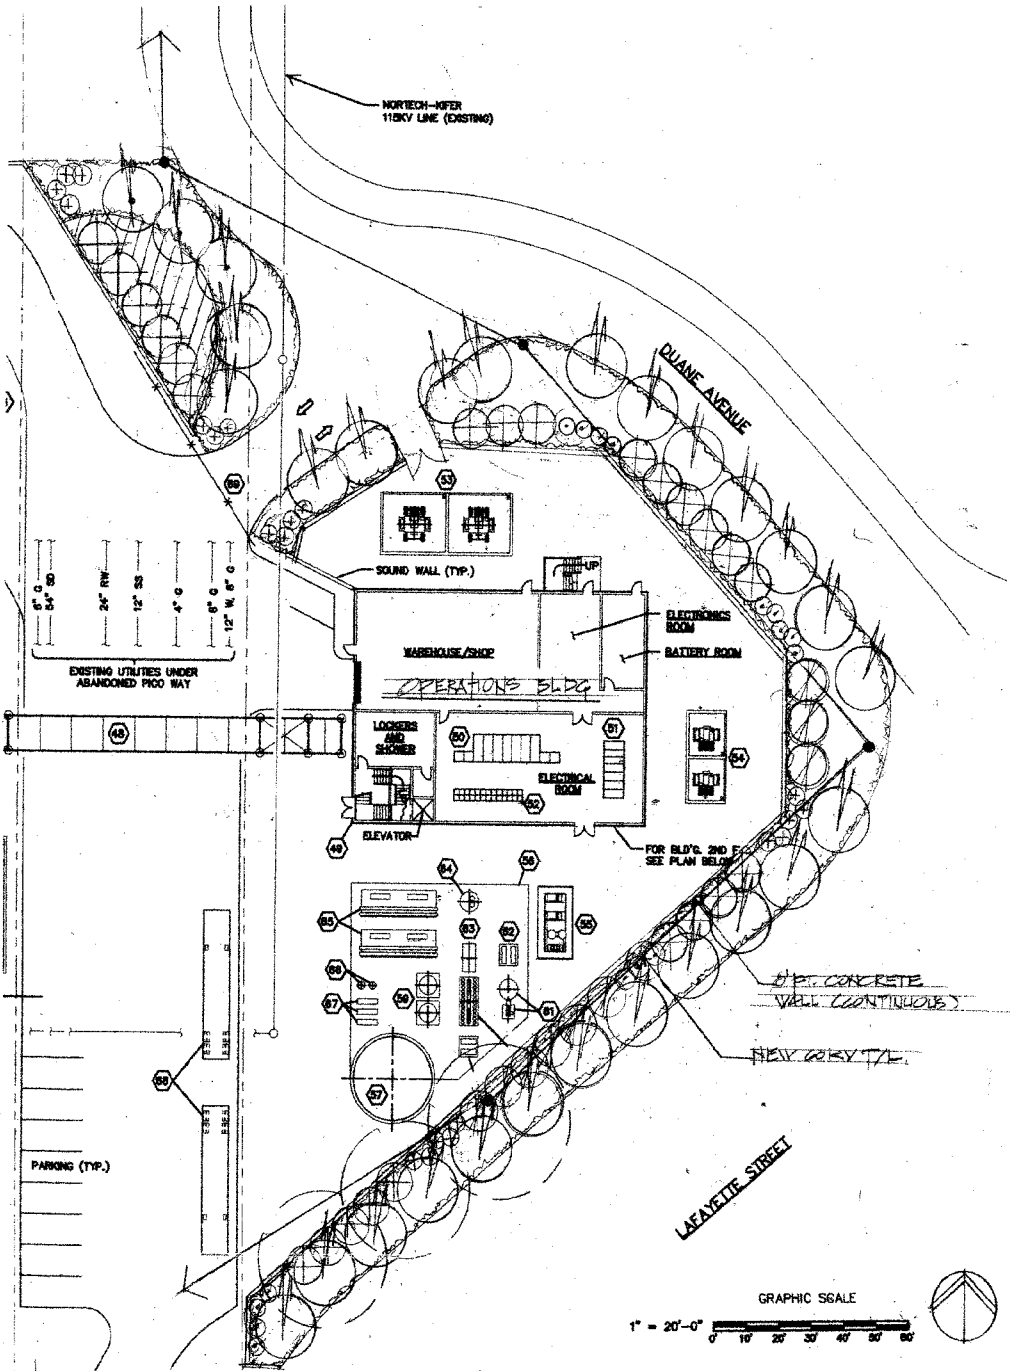 NORTECH-KIFER
115KV LINE (EXISTING)
DUANE AVENUE
69
53
SOUND WALL (TYP.)
UP
6" G
54" SD
24" RW
12" SS
4" G
6" G
12" W, 8" G
EXISTING UTILITIES UNDER
ABANDONED PICO WAY
ELECTRONICS
ROOM
WAREHOUSE/SHOP
BATTERY ROOM
OPERATIONS BLDG
48
LOCKERS
AND
SHOWER
50
51
54
ELECTRICAL
ROOM
52
ELEVATOR
49
FOR BLD'G. 2ND F
SEE PLAN BELOW
56
64
65
63
62
55
66
67
59
61
57
CONCRETE
WALL (CONTINUOUS)
NEW 60KV T/L
58
PARKING (TYP.)
LAFAYETTE STREET
GRAPHIC SCALE
1" = 20'-0"
0' 10' 20' 30' 40' 50' 60'